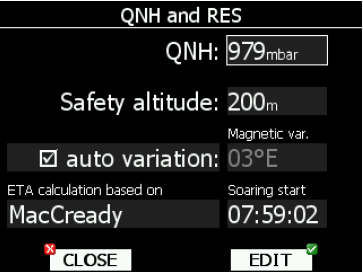 QNH and RES
QNH: 979mbar
Safety altitude: 200m
Magnetic var.
auto variation: 03°E
ETA calculation based on Soaring start
MacCready 07:59:02
CLOSE EDIT